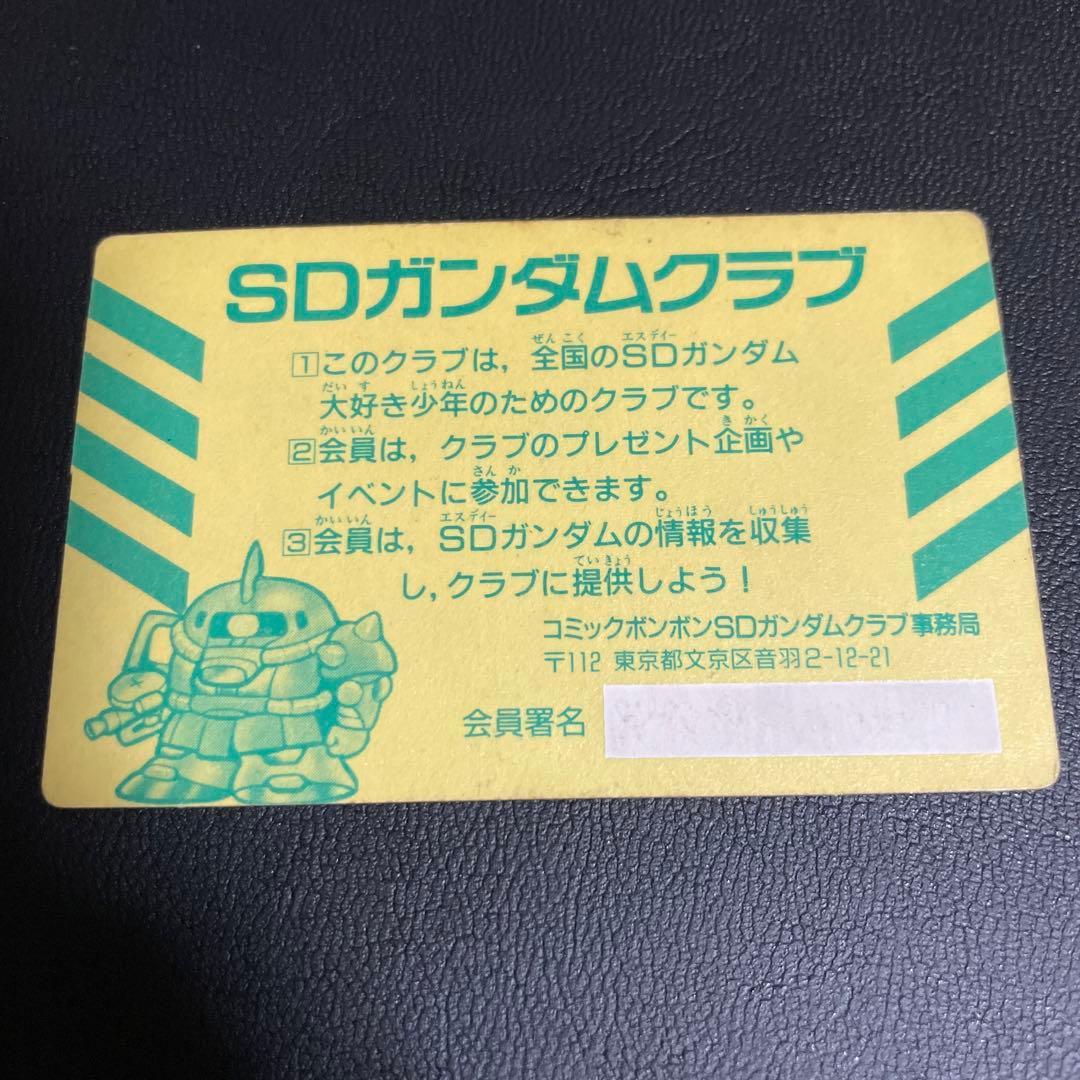 SDガンダムクラブ
1このクラブは，全国のSDガンダム
大好き少年のためのクラブです。
2会員は，クラブのプレゼント企画や
イベントに参加できます。
3会員は，SDガンダムの情報を収集
し，クラブに提供しよう！
コミックボンボンSDガンダムクラブ事務局
〒112 東京都文京区音羽2-12-21
会員署名